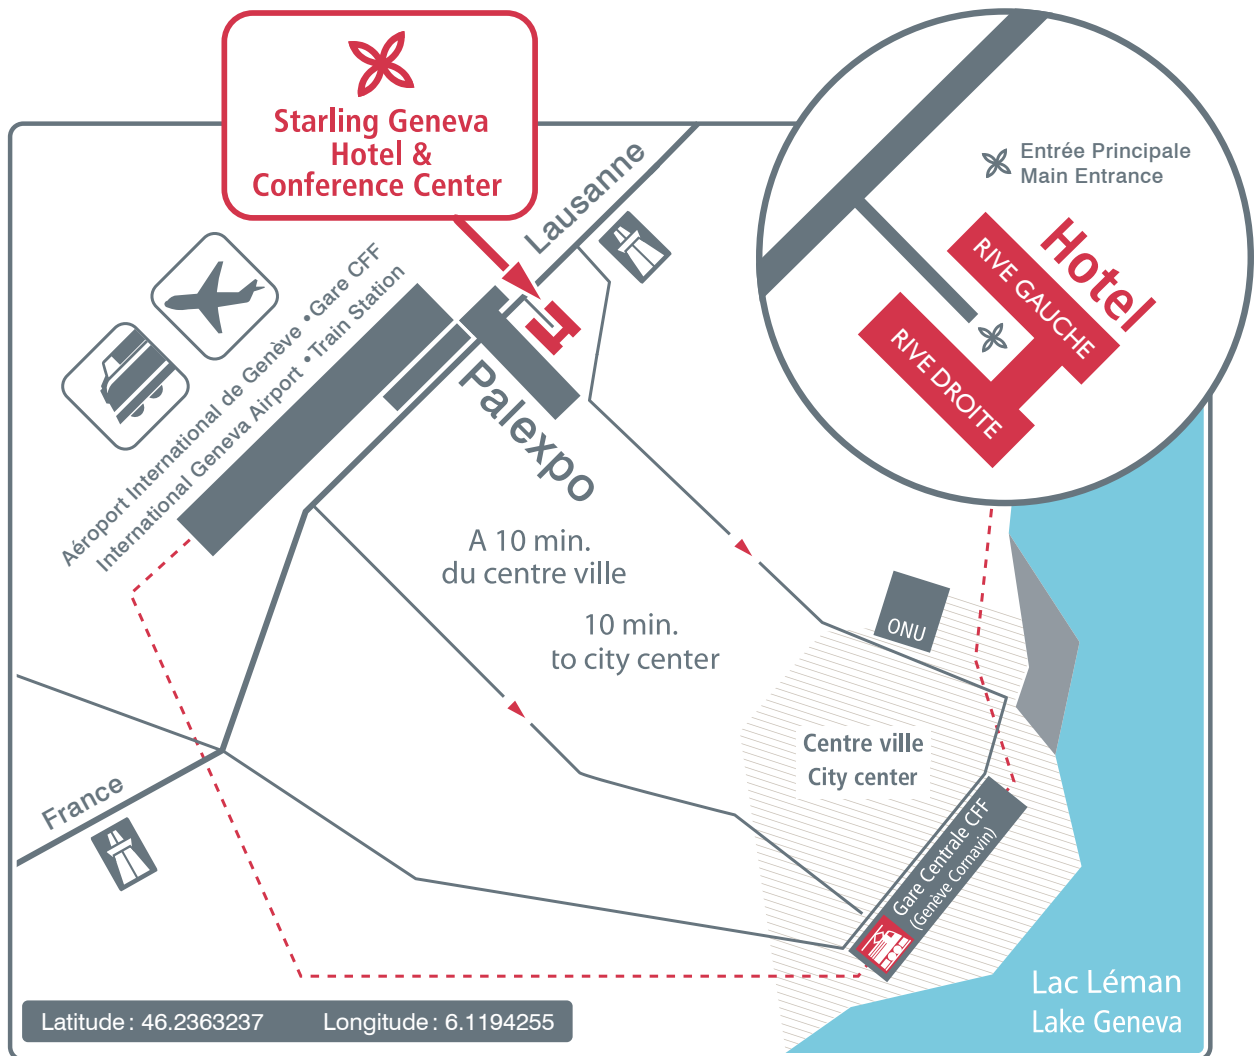 Starling Geneva
Hotel &
Conference Center
Lausanne
Entrée Principale
Main Entrance
Hotel
RIVE GAUCHE
RIVE DROITE
Aéroport International de Genève • Gare CFF
International Geneva Airport • Train Station
Palexpo
A 10 min.
du centre ville
10 min.
to city center
ONU
Centre ville
City center
France
Gare Centrale CFF
(Genève Cornavin)
Lac Léman
Lake Geneva
Latitude : 46.2363237 Longitude : 6.1194255